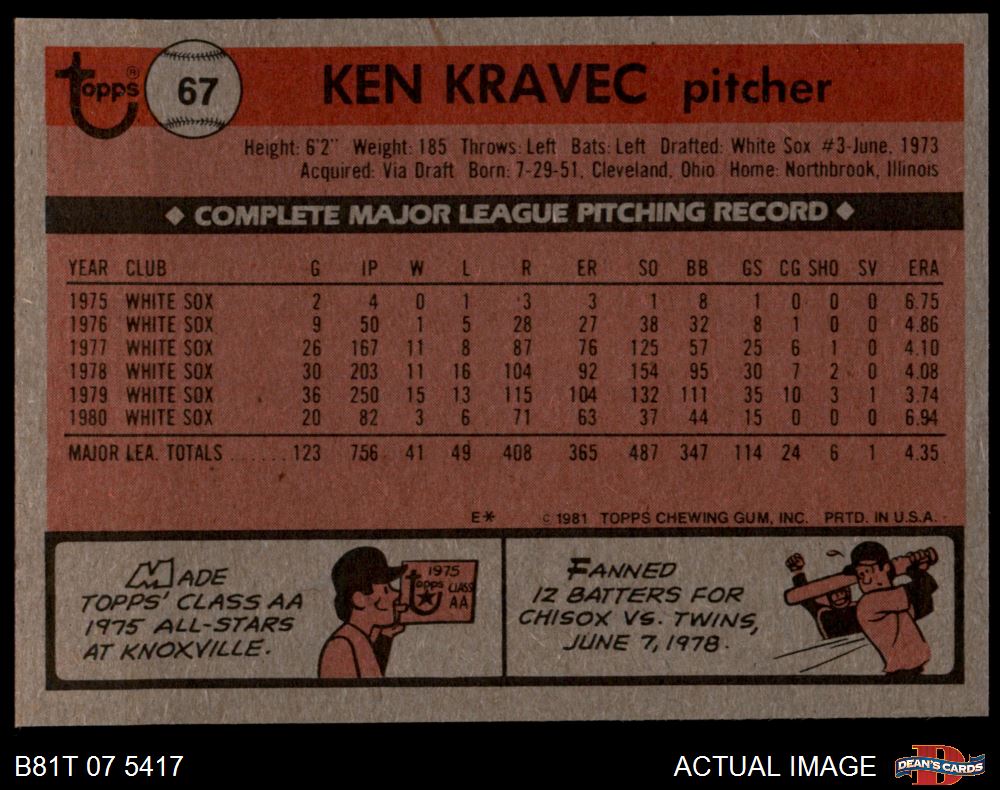 Topps® 67 KEN KRAVEC pitcher
Height: 6'2" Weight: 185 Throws: Left Bats: Left Drafted: White Sox #3-June, 1973
Acquired: Via Draft Born: 7-29-51, Cleveland, Ohio Home: Northbrook, Illinois
◆ COMPLETE MAJOR LEAGUE PITCHING RECORD ◆
YEAR CLUB G IP W L R ER SO BB GS CG SHO SV ERA
1975 WHITE SOX 2 4 0 1 3 3 1 8 1 0 0 0 6.75
1976 WHITE SOX 9 50 1 5 28 27 38 32 8 1 0 0 4.86
1977 WHITE SOX 26 167 11 8 87 76 125 57 25 6 1 0 4.10
1978 WHITE SOX 30 203 11 16 104 92 154 95 30 7 2 0 4.08
1979 WHITE SOX 36 250 15 13 115 104 132 111 35 10 3 1 3.74
1980 WHITE SOX 20 82 3 6 71 63 37 44 15 0 0 0 6.94
MAJOR LEA. TOTALS ....... 123 756 41 49 408 365 487 347 114 24 6 1 4.35
E* © 1981 TOPPS CHEWING GUM, INC. PRTD. IN U.S.A.
MADE
TOPPS' CLASS AA
1975 ALL-STARS
AT KNOXVILLE.
1975
Topps CLASS
AA
FANNED
12 BATTERS FOR
CHISOX VS. TWINS,
JUNE 7, 1978.
B81T 07 5417 ACTUAL IMAGE D DEAN'S CARDS